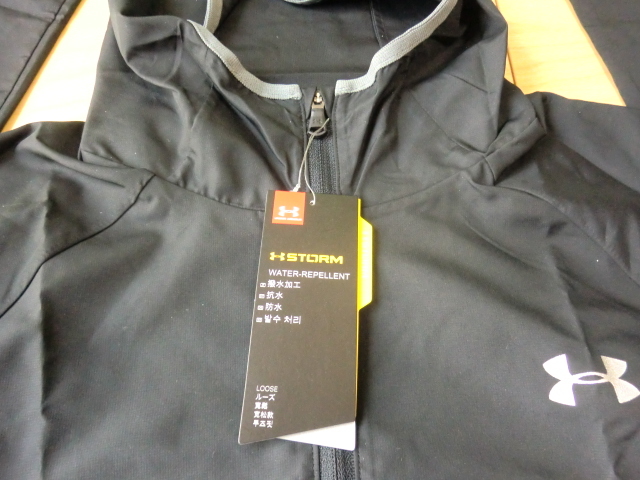 STORM
WATER-REPELLENT
撥水加工
抗水
防水
발수 처리
LOOSE
ルーズ
寬鬆
宽松款
루즈핏